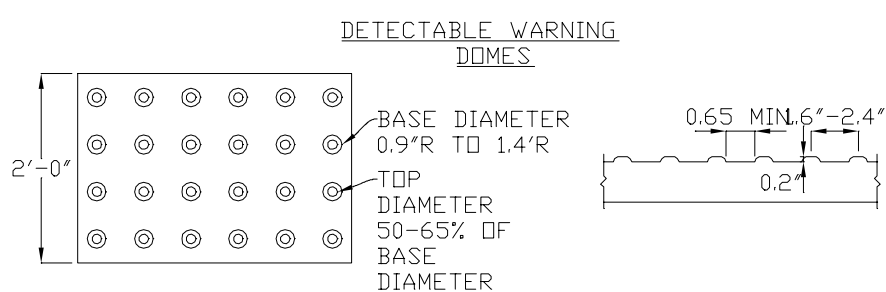 DETECTABLE WARNING
DOMES
2'-0"
BASE DIAMETER
0.9"R TO 1.4'R
TOP
DIAMETER
50-65% OF
BASE
DIAMETER
0.65 MIN.
1.6"-2.4"
0.2"